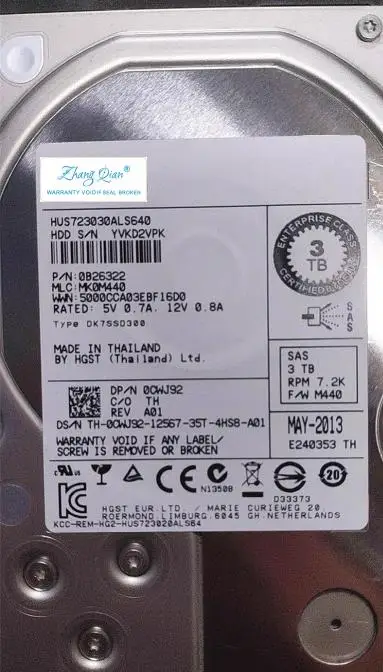 Zhang Qian®
WARRANTY VOID IF SEAL BROKEN
HUS723030ALS640
HDD S/N YVKD2VPK
P/N:0B26322
MLC:MK0M440
WWN:5000CCA03EBF16D0
RATED: 5V 0.7A, 12V 0.8A
Type DK7SSD300
ENTERPRISE CLASS
3
TB
SAS
MADE IN THAILAND
BY HGST (Thailand) Ltd.
SAS
3 TB
RPM 7.2K
F/W M440
DP/N 0CWJ92
C/O TH
REV A01
DS/N TH-0CWJ92-12567-35T-4HS8-A01
WARRANTY VOID IF ANY LABEL/
SCREW IS REMOVED OR BROKEN
MAY-2013
E240353 TH
CE
N13508
D33373
20
HGST EUR.LTD / MARIE CURIEWEG 20
ROERMOND.LIMBURG.6045 GH.NETHERLANDS
KCC-REM-HG2-HUS723020ALS64